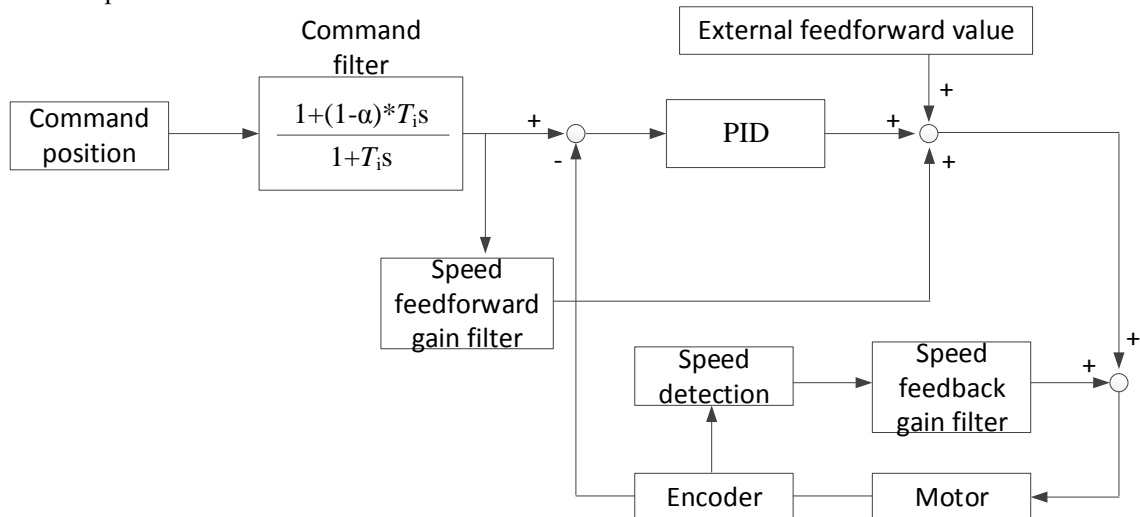 Command
filter
External feedforward value
1+(1-α)*Tᵢs
1+Tᵢs
Command
position
+
-
PID
+
+
+
Speed
feedforward
gain filter
Speed
detection
Speed
feedback
gain filter
+
+
Encoder
Motor